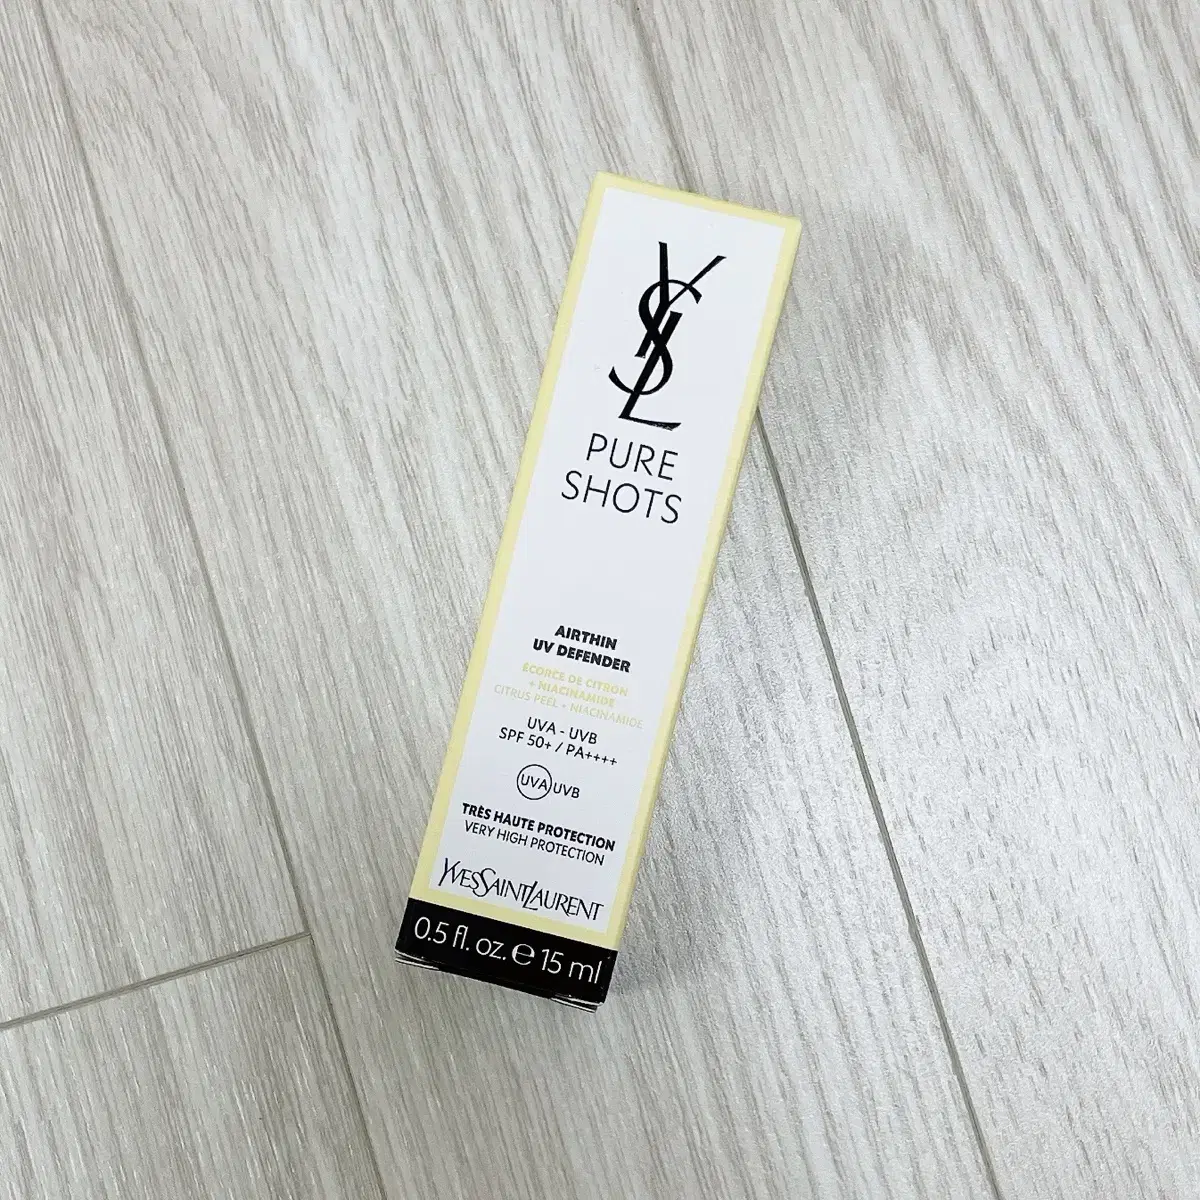 YSL
PURE
SHOTS
AIRTHIN
UV DEFENDER
ÉCORCE DE CITRON
+ NIACINAMIDE
CITRUS PEEL + NIACINAMIDE
UVA - UVB
SPF 50+ / PA++++
UVA UVB
TRÈS HAUTE PROTECTION
VERY HIGH PROTECTION
YVESSAINTLAURENT
0.5 fl. oz. e 15 ml